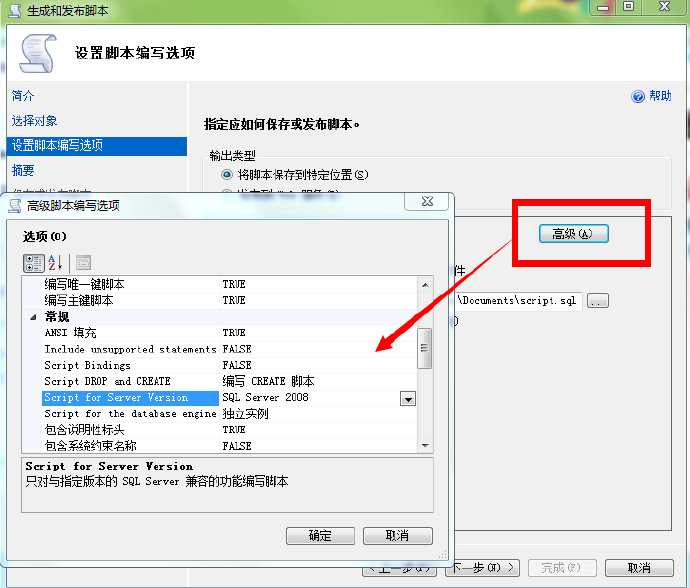 生成和发布脚本
设置脚本编写选项
简介
选择对象
设置脚本编写选项
摘要
帮助
指定应如何保存或发布脚本。
输出类型
将脚本保存到特定位置(S)
高级(A)
件
\Documents\script.sql
...
高级脚本编写选项
选项(O)
编写唯一键脚本 TRUE
编写主键脚本 TRUE
常规
ANSI 填充 TRUE
Include unsupported statements FALSE
Script Bindings FALSE
Script DROP and CREATE 编写 CREATE 脚本
Script for Server Version SQL Server 2008
Script for the database engine 独立实例
包含说明性标头 TRUE
包含系统约束名称 FALSE
Script for Server Version
只对与指定版本的 SQL Server 兼容的功能编写脚本
确定 取消
<上一步(P) 下一步(N) > 完成(F) 取消